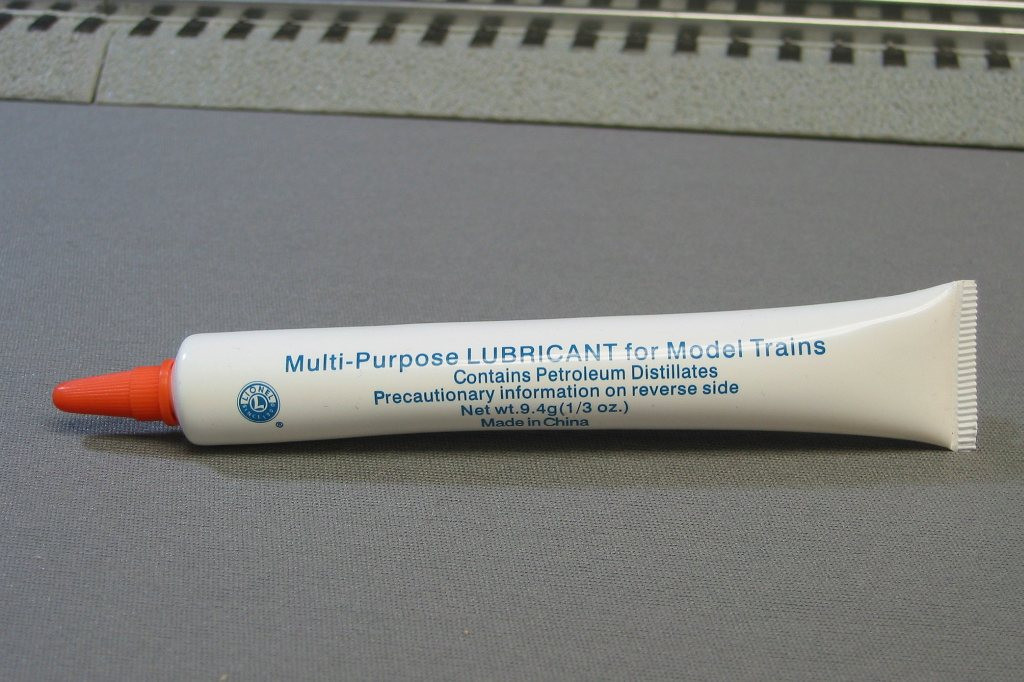 Multi-Purpose LUBRICANT for Model Trains
Contains Petroleum Distillates
Precautionary information on reverse side
Net wt.9.4g(1/3 oz.)
Made in China
LIONEL
L
®